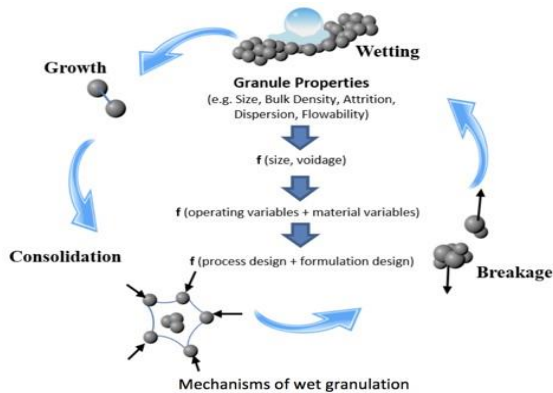 Wetting
Growth
Granule Properties
(e.g. Size, Bulk Density, Attrition,
Dispersion, Flowability)
f (size, voidage)
f (operating variables + material variables)
Consolidation
f (process design + formulation design)
Breakage
Mechanisms of wet granulation